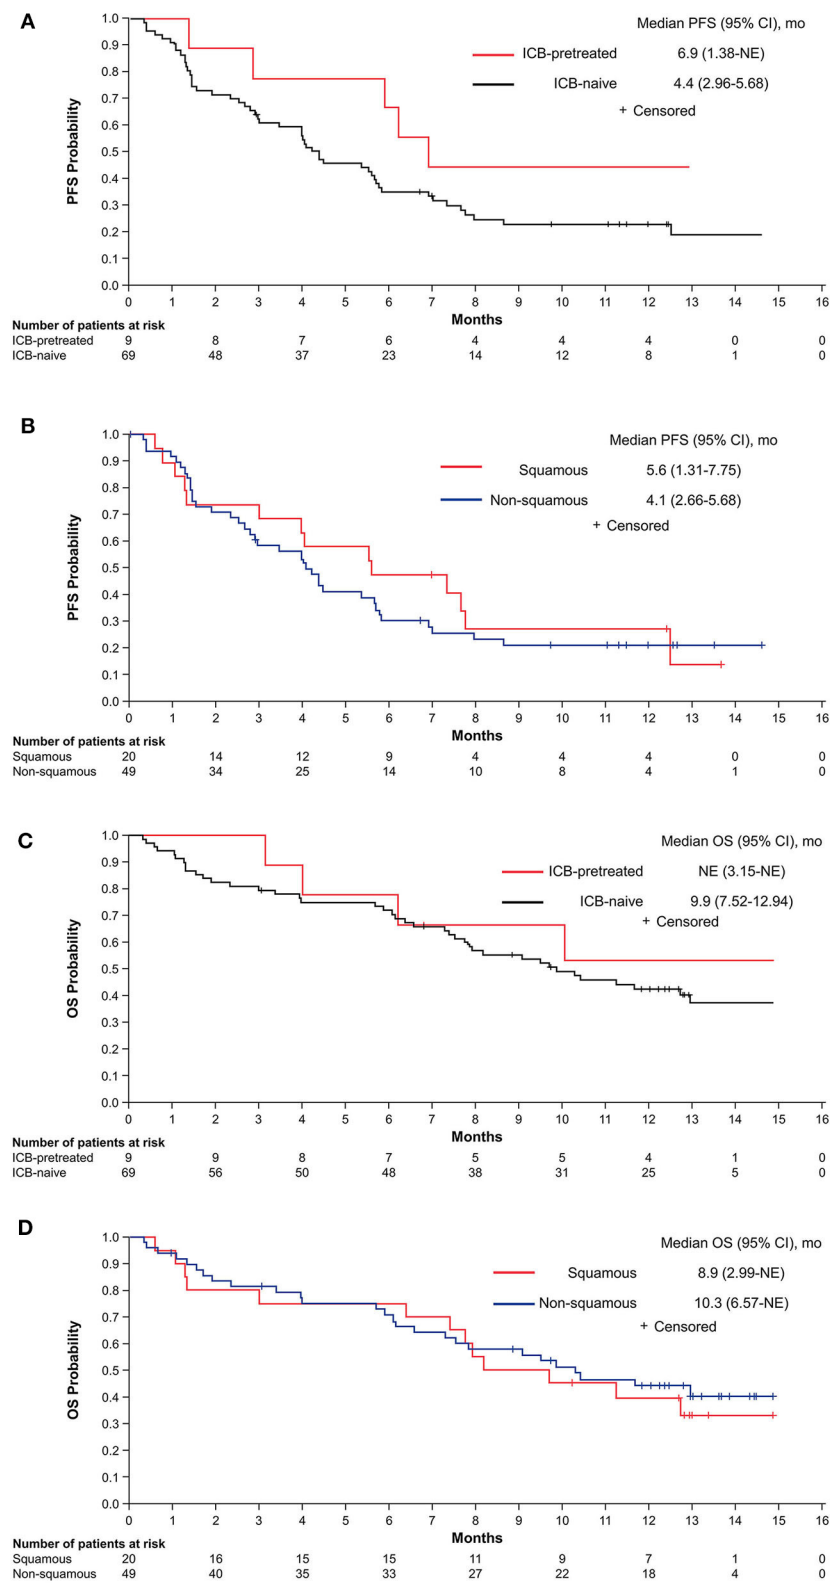 A
Median PFS (95% CI), mo
ICB-pretreated 6.9 (1.38-NE)
ICB-naive 4.4 (2.96-5.68)
+ Censored
PFS Probability
1.0
0.9
0.8
0.7
0.6
0.5
0.4
0.3
0.2
0.1
0.0
0 1 2 3 4 5 6 7 8 9 10 11 12 13 14 15 16
Months
Number of patients at risk
ICB-pretreated 9 8 7 6 4 4 4 0 0
ICB-naive 69 48 37 23 14 12 8 1 0
B
Median PFS (95% CI), mo
Squamous 5.6 (1.31-7.75)
Non-squamous 4.1 (2.66-5.68)
+ Censored
PFS Probability
1.0
0.9
0.8
0.7
0.6
0.5
0.4
0.3
0.2
0.1
0.0
0 1 2 3 4 5 6 7 8 9 10 11 12 13 14 15 16
Months
Number of patients at risk
Squamous 20 14 12 9 4 4 4 0 0
Non-squamous 49 34 25 14 10 8 4 1 0
C
Median OS (95% CI), mo
ICB-pretreated NE (3.15-NE)
ICB-naive 9.9 (7.52-12.94)
+ Censored
OS Probability
1.0
0.9
0.8
0.7
0.6
0.5
0.4
0.3
0.2
0.1
0.0
0 1 2 3 4 5 6 7 8 9 10 11 12 13 14 15 16
Months
Number of patients at risk
ICB-pretreated 9 9 8 7 5 5 4 1 0
ICB-naive 69 56 50 48 38 31 25 5 0
D
Median OS (95% CI), mo
Squamous 8.9 (2.99-NE)
Non-squamous 10.3 (6.57-NE)
+ Censored
OS Probability
1.0
0.9
0.8
0.7
0.6
0.5
0.4
0.3
0.2
0.1
0.0
0 1 2 3 4 5 6 7 8 9 10 11 12 13 14 15 16
Months
Number of patients at risk
Squamous 20 16 15 15 11 9 7 1 0
Non-squamous 49 40 35 33 27 22 18 4 0